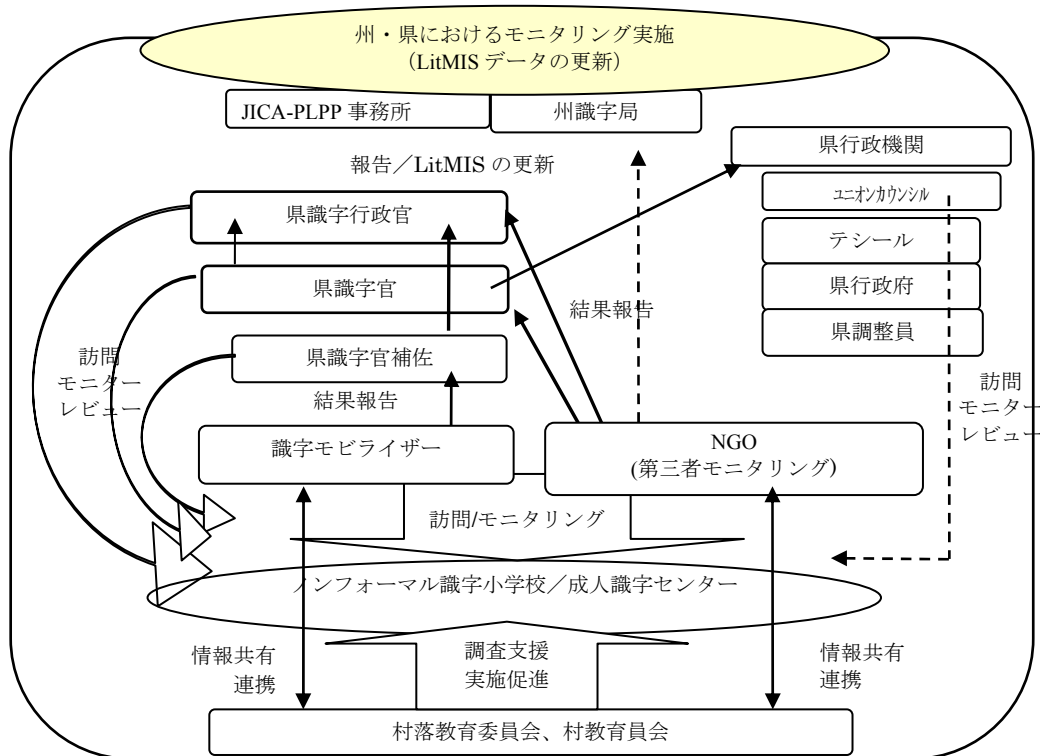 州・県におけるモニタリング実施
（LitMIS データの更新）
JICA-PLPP 事務所
州識字局
県行政機関
報告／LitMIS の更新
ユニオンカウンシル
県識字行政官
テシール
県識字官
県行政府
結果報告
県調整員
県識字官補佐
訪問
モニター
レビュー
訪問
モニター
レビュー
結果報告
識字モビライザー
NGO
(第三者モニタリング)
訪問/モニタリング
ノンフォーマル識字小学校／成人識字センター
情報共有
連携
調査支援
実施促進
情報共有
連携
村落教育委員会、村教育員会